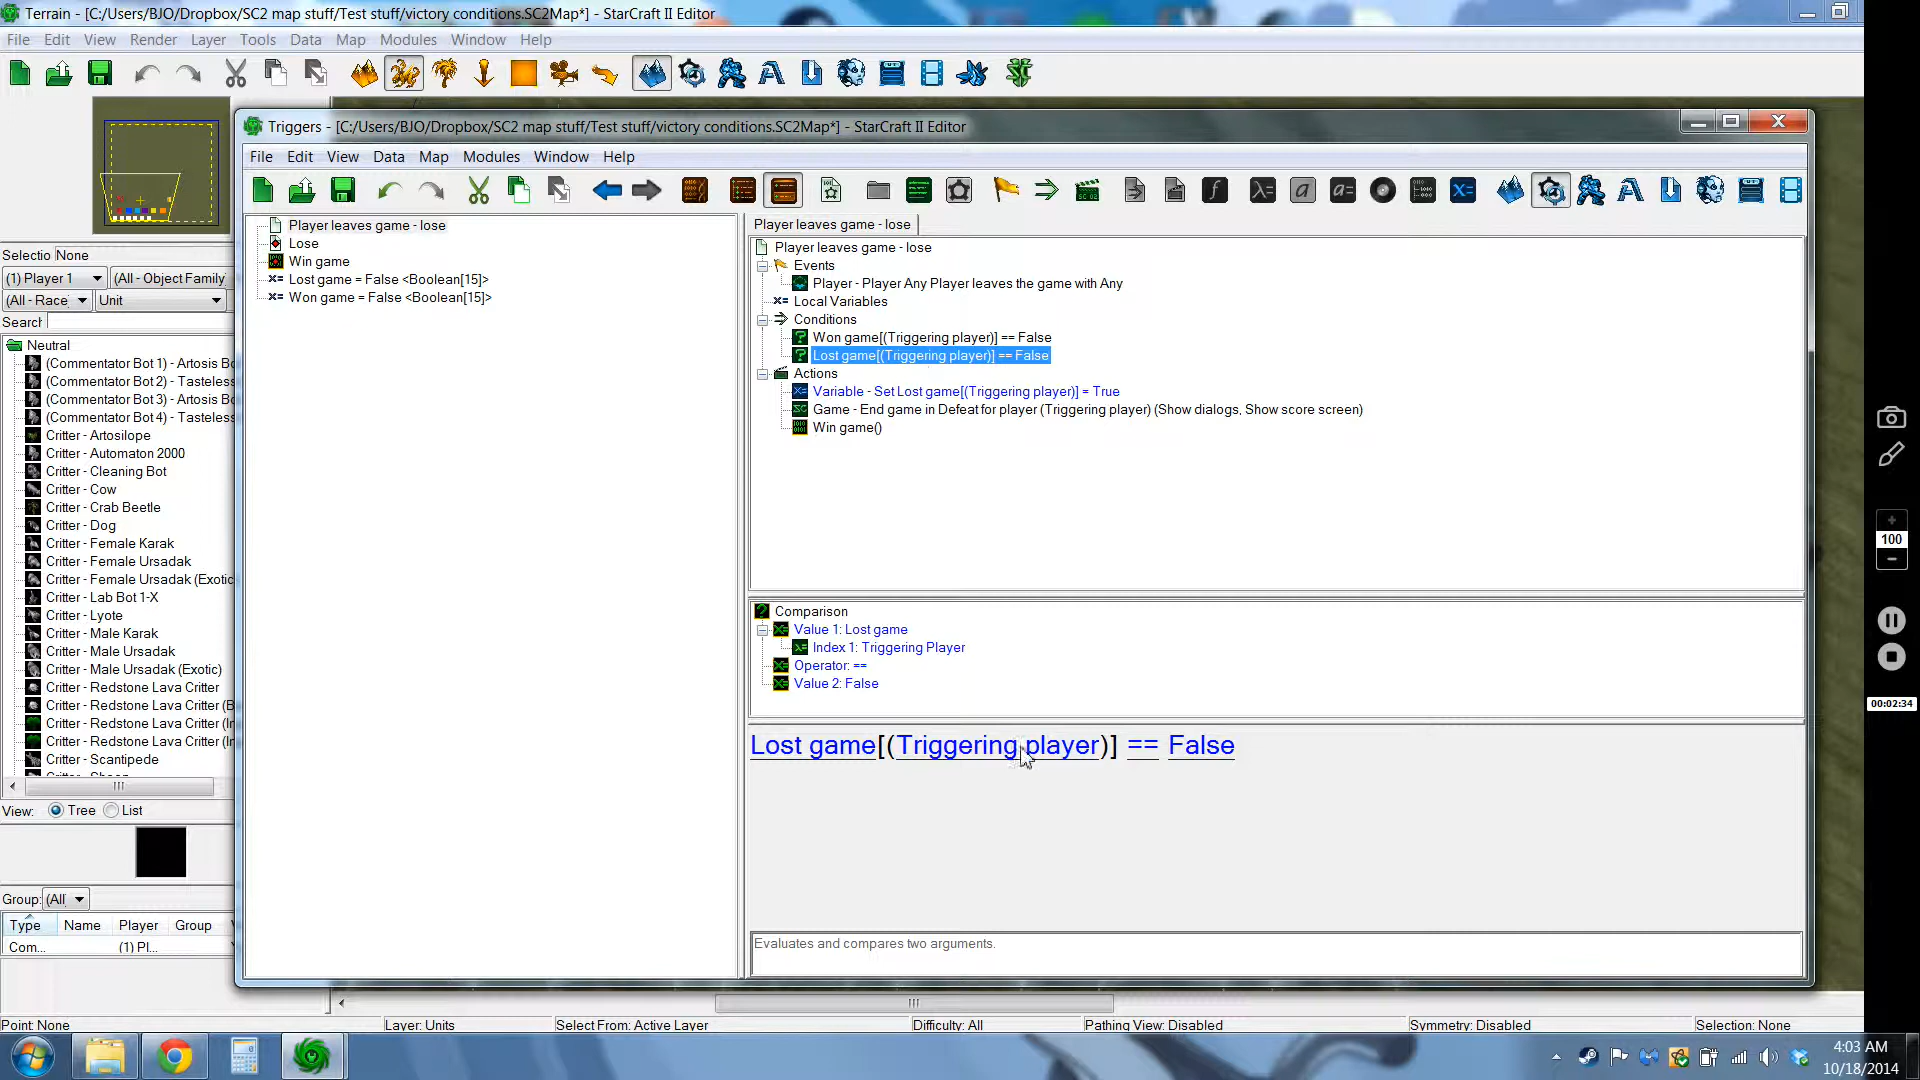 Terrain - [C:/Users/BJO/Dropbox/SC2 map stuff/Test stuff/victory conditions.SC2Map*] - StarCraft II Editor
File Edit View Render Layer Tools Data Map Modules Window Help
Triggers - [C:/Users/BJO/Dropbox/SC2 map stuff/Test stuff/victory conditions.SC2Map*] - StarCraft II Editor
File Edit View Data Map Modules Window Help
Selectio None
(1) Player 1 (All - Object Family
(All - Race) Unit
Search
Neutral
(Commentator Bot 1) - Artosis Bo
(Commentator Bot 2) - Tasteless
(Commentator Bot 3) - Artosis Bo
(Commentator Bot 4) - Tasteless
Critter - Artosilope
Critter - Automaton 2000
Critter - Cleaning Bot
Critter - Cow
Critter - Crab Beetle
Critter - Dog
Critter - Female Karak
Critter - Female Ursadak
Critter - Female Ursadak (Exotic
Critter - Lab Bot 1-X
Critter - Lyote
Critter - Male Karak
Critter - Male Ursadak
Critter - Male Ursadak (Exotic)
Critter - Redstone Lava Critter
Critter - Redstone Lava Critter (B
Critter - Redstone Lava Critter (In
Critter - Redstone Lava Critter (In
Critter - Scantipede
View: Tree List
Group: (All
Type Name Player Group
Com... (1) Pl...
Player leaves game - lose
Lose
Win game
Lost game = False <Boolean[15]>
Won game = False <Boolean[15]>
Player leaves game - lose
Player leaves game - lose
Events
Player - Player Any Player leaves the game with Any
Local Variables
Conditions
Won game[(Triggering player)] == False
Lost game[(Triggering player)] == False
Actions
Variable - Set Lost game[(Triggering player)] = True
Game - End game in Defeat for player (Triggering player) (Show dialogs, Show score screen)
Win game()
Comparison
Value 1: Lost game
Index 1: Triggering Player
Operator: ==
Value 2: False
Lost game[(Triggering player)] == False
Evaluates and compares two arguments.
100
00:02:34
Point: None Layer: Units Select From: Active Layer Difficulty: All Pathing View: Disabled Symmetry: Disabled Selection: None
4:03 AM
10/18/2014